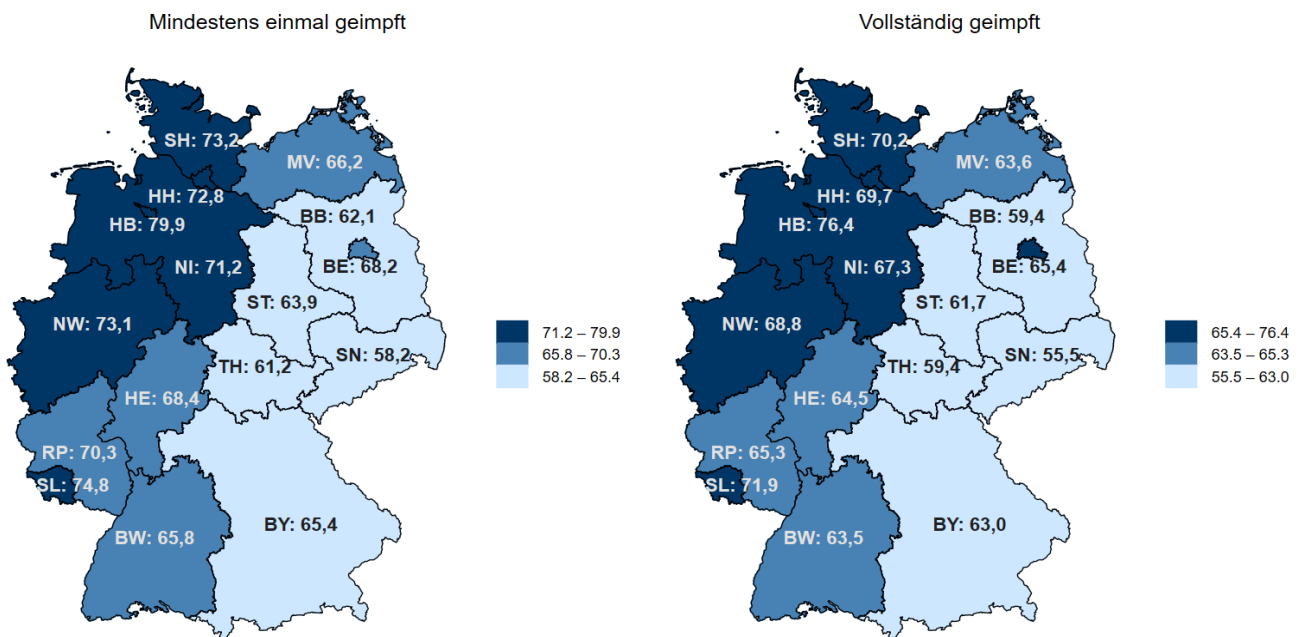 Mindestens einmal geimpft
SH: 73,2
MV: 66,2
HH: 72,8
BB: 62,1
HB: 79,9
NI: 71,2
BE: 68,2
ST: 63,9
NW: 73,1
SN: 58,2
TH: 61,2
HE: 68,4
RP: 70,3
SL: 74,8
BW: 65,8
BY: 65,4
71.2 – 79.9
65.8 – 70.3
58.2 – 65.4
Vollständig geimpft
SH: 70,2
MV: 63,6
HH: 69,7
BB: 59,4
HB: 76,4
NI: 67,3
BE: 65,4
ST: 61,7
NW: 68,8
SN: 55,5
TH: 59,4
HE: 64,5
RP: 65,3
SL: 71,9
BW: 63,5
BY: 63,0
65.4 – 76.4
63.5 – 65.3
55.5 – 63.0